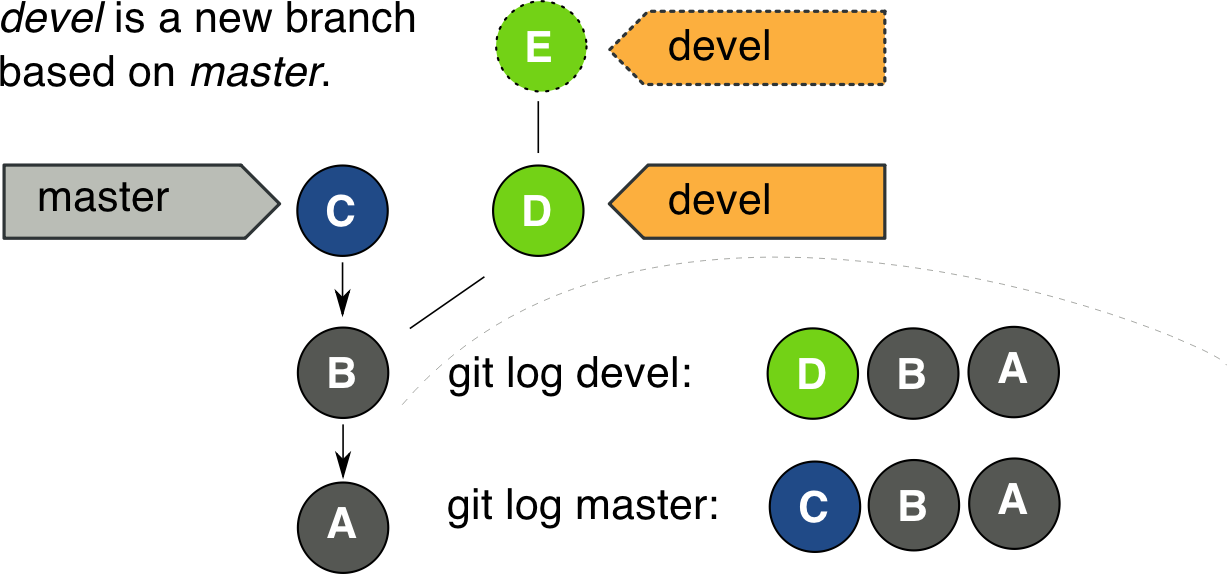 devel is a new branch
based on master.
E
devel
master
C
D
devel
B
git log devel:
D
B
A
A
git log master:
C
B
A